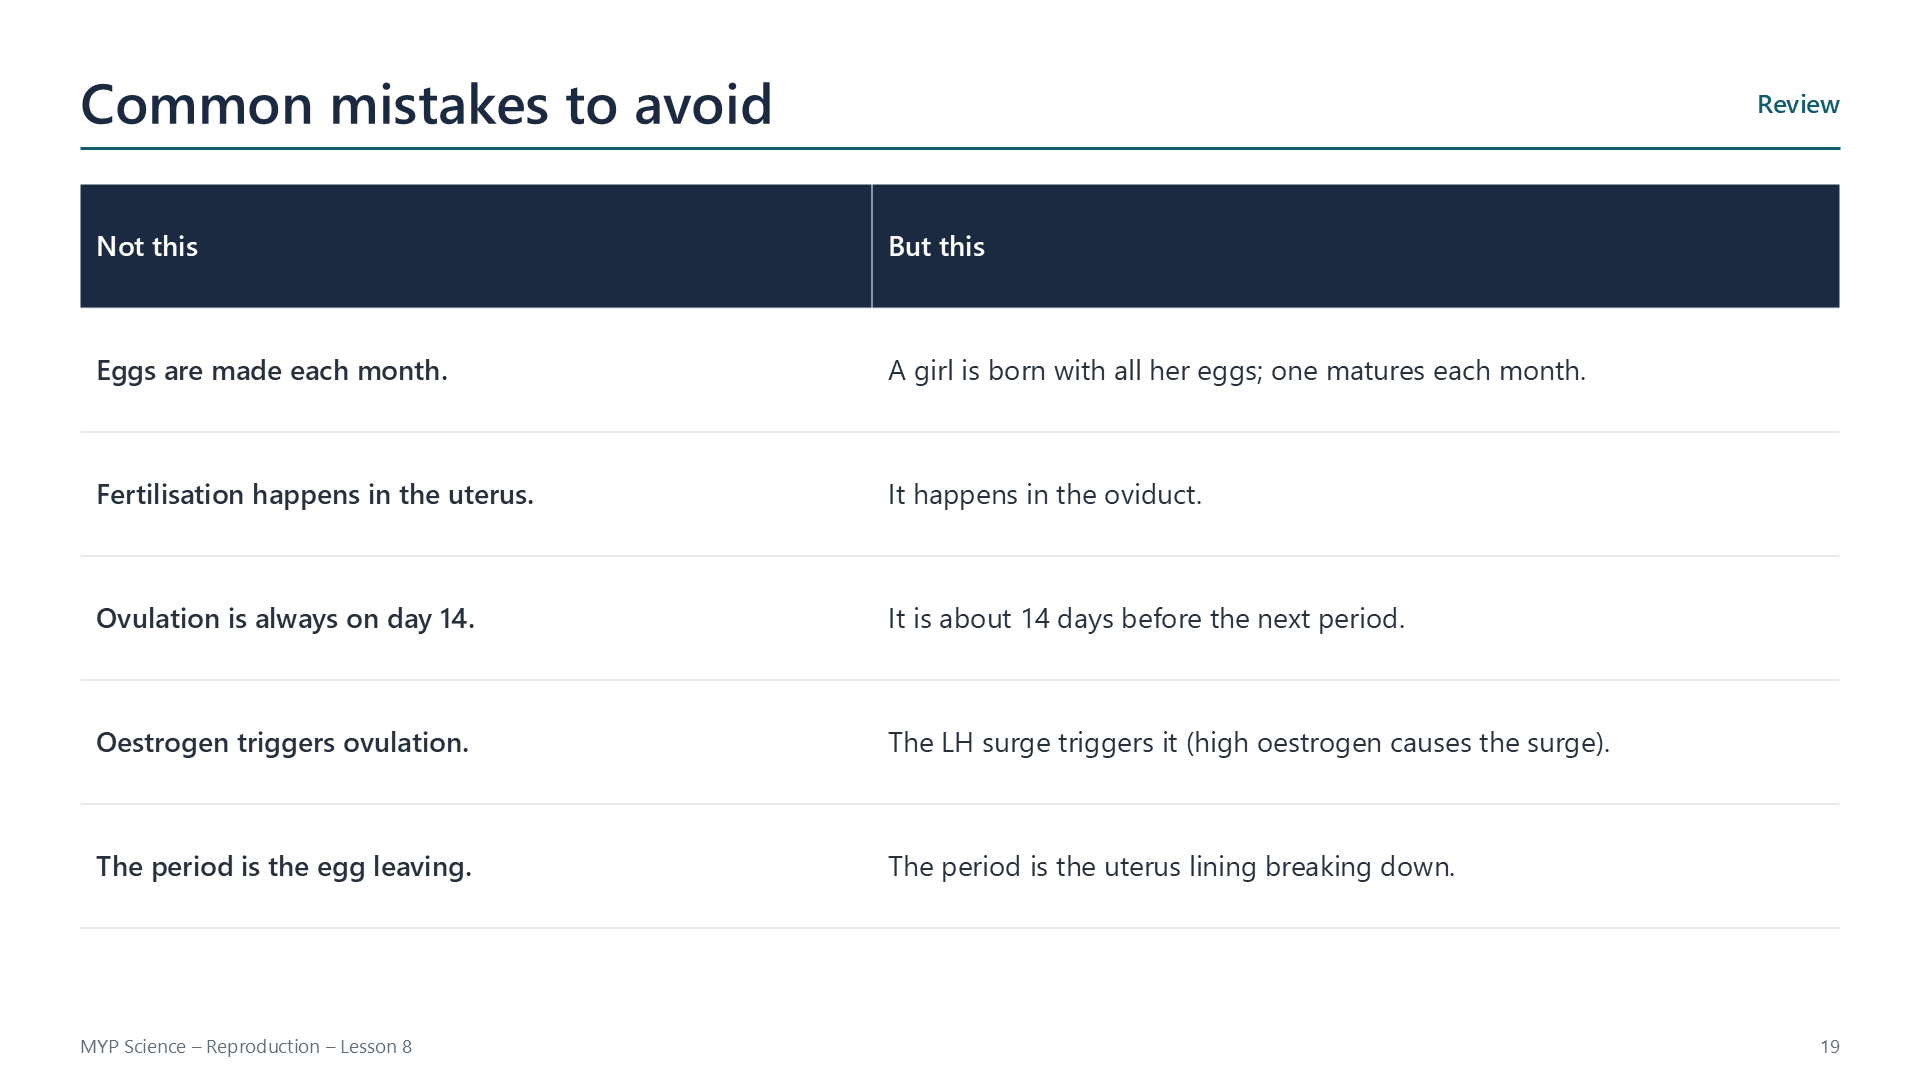 Common mistakes to avoid
Review
Not this
But this
Eggs are made each month.
A girl is born with all her eggs; one matures each month.
Fertilisation happens in the uterus.
It happens in the oviduct.
Ovulation is always on day 14.
It is about 14 days before the next period.
Oestrogen triggers ovulation.
The LH surge triggers it (high oestrogen causes the surge).
The period is the egg leaving.
The period is the uterus lining breaking down.
MYP Science – Reproduction – Lesson 8
19